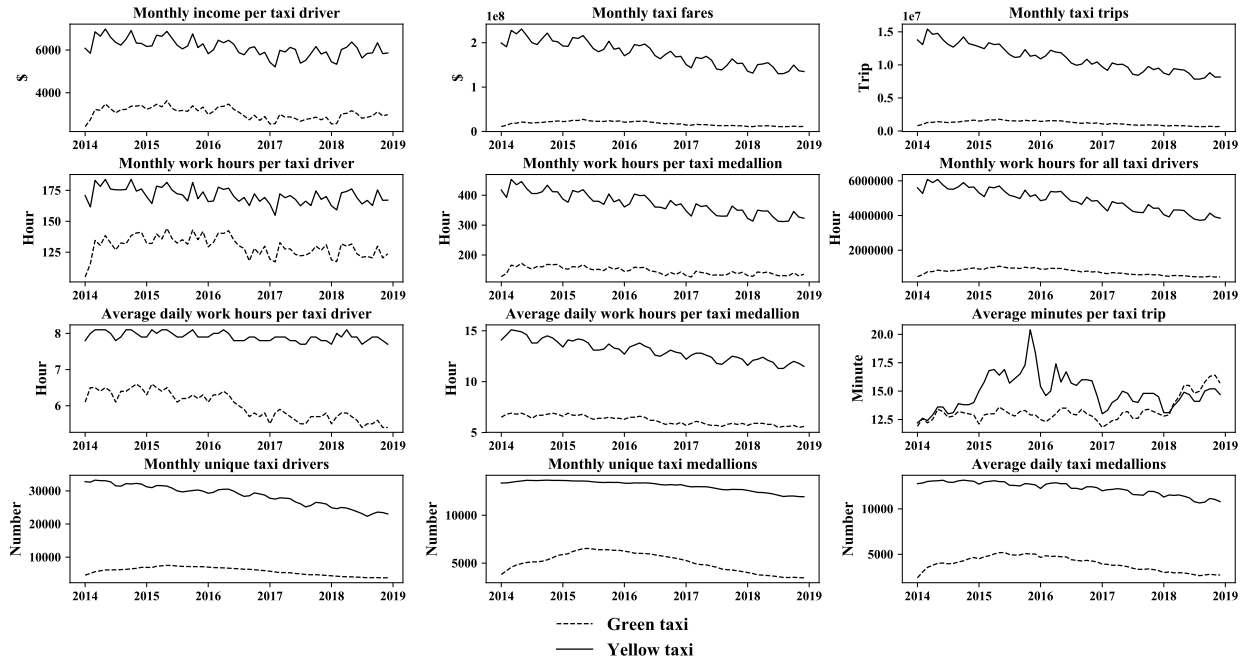 Monthly income per taxi driver
$
6000
4000
2014 2015 2016 2017 2018 2019
Monthly taxi fares
1e8
$
2
1
0
2014 2015 2016 2017 2018 2019
Monthly taxi trips
1e7
Trip
1.5
1.0
0.5
0.0
2014 2015 2016 2017 2018 2019
Monthly work hours per taxi driver
Hour
175
150
125
2014 2015 2016 2017 2018 2019
Monthly work hours per taxi medallion
Hour
400
300
200
2014 2015 2016 2017 2018 2019
Monthly work hours for all taxi drivers
Hour
6000000
4000000
2000000
2014 2015 2016 2017 2018 2019
Average daily work hours per taxi driver
Hour
8
7
6
2014 2015 2016 2017 2018 2019
Average daily work hours per taxi medallion
Hour
15
10
5
2014 2015 2016 2017 2018 2019
Average minutes per taxi trip
Minute
20.0
17.5
15.0
12.5
2014 2015 2016 2017 2018 2019
Monthly unique taxi drivers
Number
30000
20000
10000
2014 2015 2016 2017 2018 2019
Monthly unique taxi medallions
Number
10000
5000
2014 2015 2016 2017 2018 2019
Average daily taxi medallions
Number
10000
5000
2014 2015 2016 2017 2018 2019
Green taxi
Yellow taxi